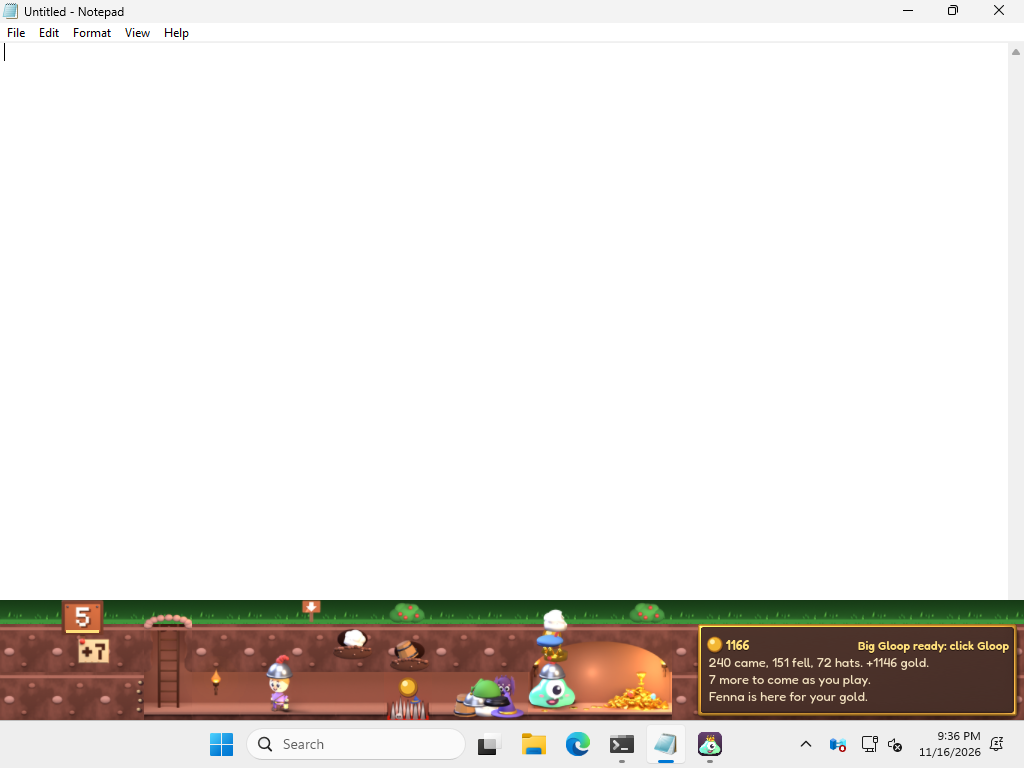 Untitled - Notepad
File Edit Format View Help
5
+7
1166 Big Gloop ready: click Gloop
240 came, 151 fell, 72 hats. +1146 gold.
7 more to come as you play.
Fenna is here for your gold.
Search
9:36 PM
11/16/2026